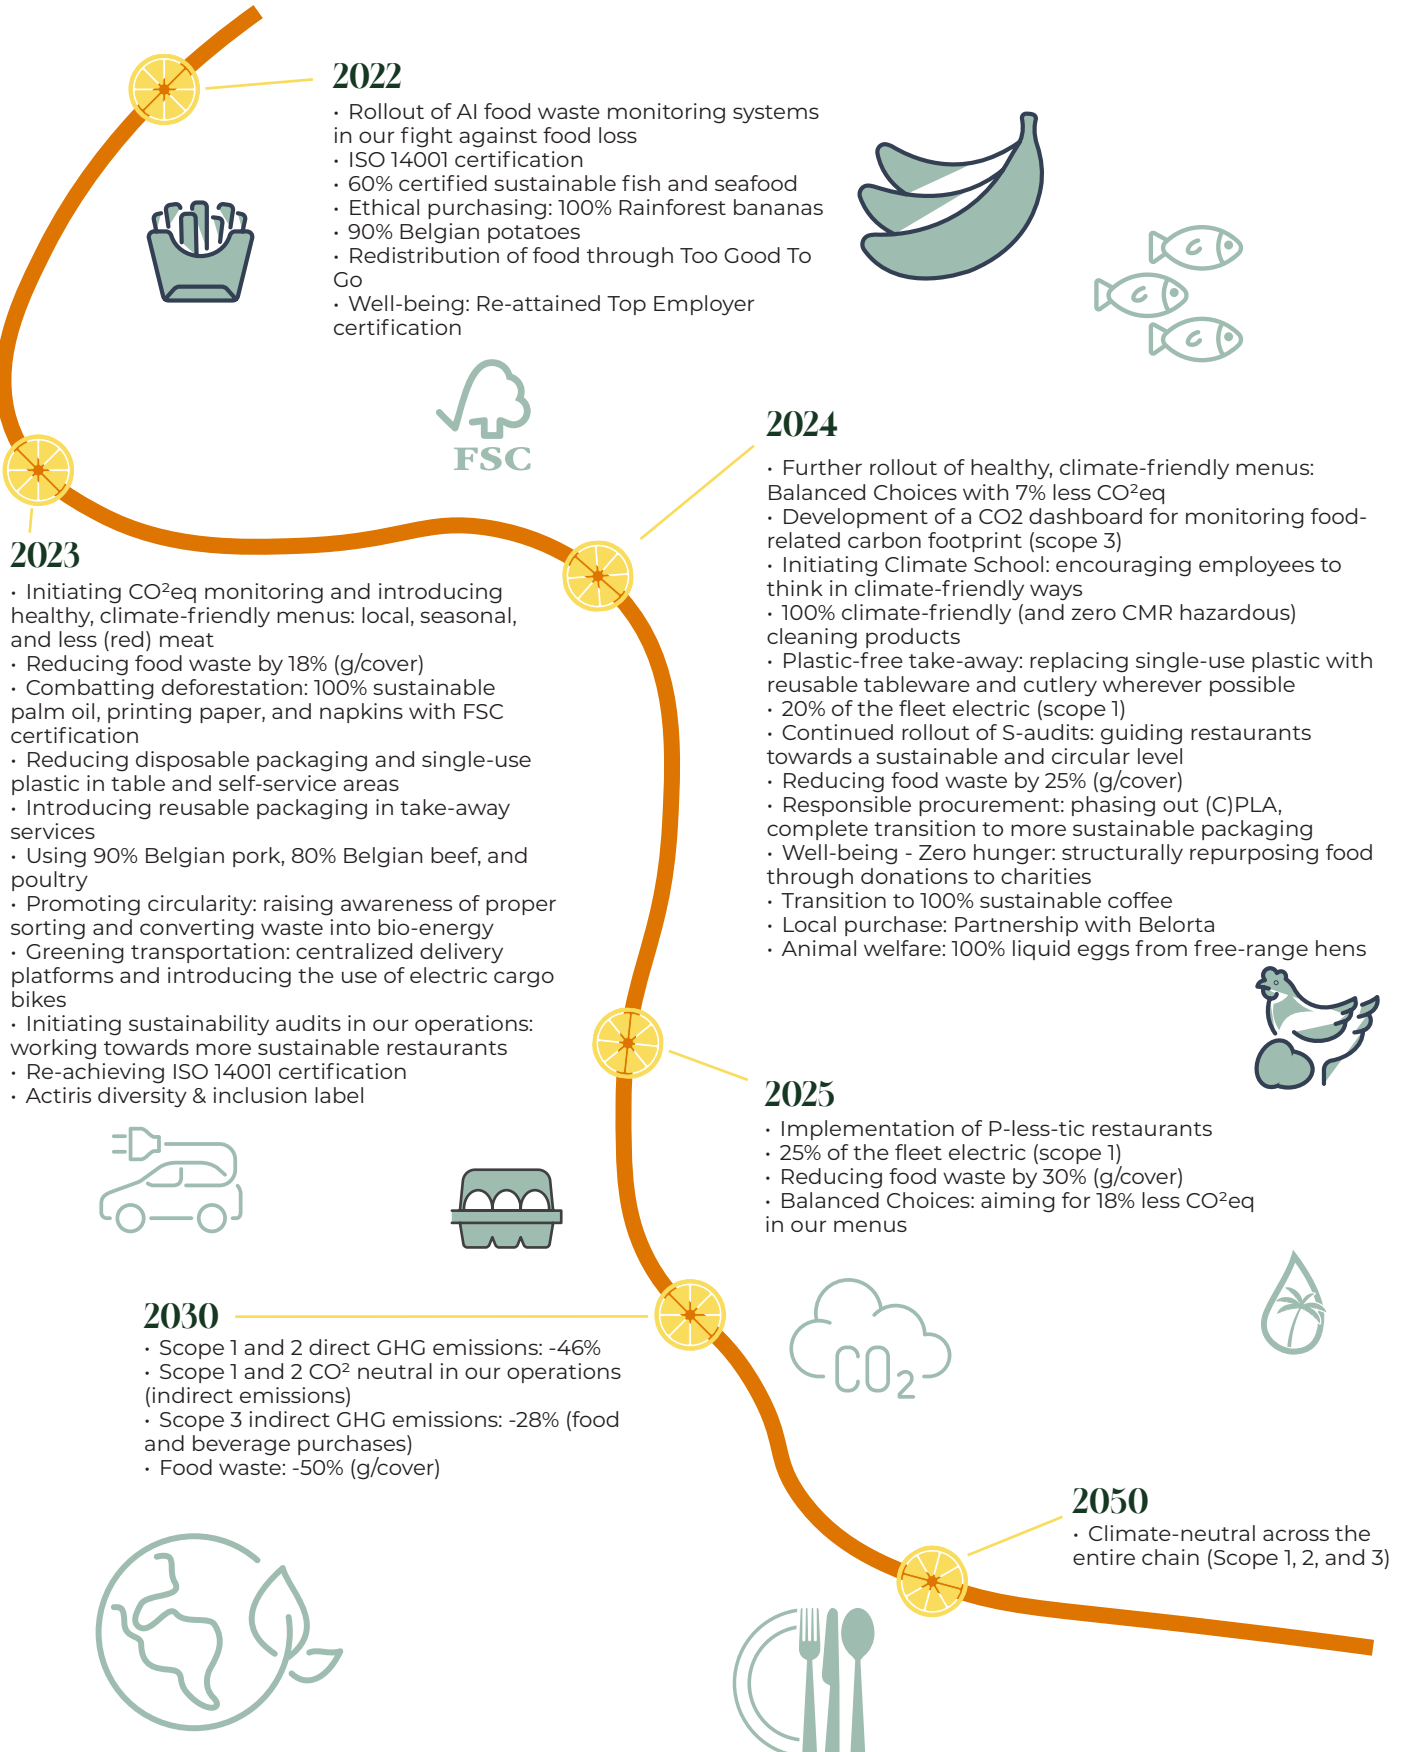 2022
· Rollout of AI food waste monitoring systems
in our fight against food loss
· ISO 14001 certification
· 60% certified sustainable fish and seafood
· Ethical purchasing: 100% Rainforest bananas
· 90% Belgian potatoes
· Redistribution of food through Too Good To
Go
· Well-being: Re-attained Top Employer
certification
FSC
2023
· Initiating CO²eq monitoring and introducing
healthy, climate-friendly menus: local, seasonal,
and less (red) meat
· Reducing food waste by 18% (g/cover)
· Combatting deforestation: 100% sustainable
palm oil, printing paper, and napkins with FSC
certification
· Reducing disposable packaging and single-use
plastic in table and self-service areas
· Introducing reusable packaging in take-away
services
· Using 90% Belgian pork, 80% Belgian beef, and
poultry
· Promoting circularity: raising awareness of proper
sorting and converting waste into bio-energy
· Greening transportation: centralized delivery
platforms and introducing the use of electric cargo
bikes
· Initiating sustainability audits in our operations:
working towards more sustainable restaurants
· Re-achieving ISO 14001 certification
· Actiris diversity & inclusion label
2024
· Further rollout of healthy, climate-friendly menus:
Balanced Choices with 7% less CO²eq
· Development of a CO2 dashboard for monitoring food-
related carbon footprint (scope 3)
· Initiating Climate School: encouraging employees to
think in climate-friendly ways
· 100% climate-friendly (and zero CMR hazardous)
cleaning products
· Plastic-free take-away: replacing single-use plastic with
reusable tableware and cutlery wherever possible
· 20% of the fleet electric (scope 1)
· Continued rollout of S-audits: guiding restaurants
towards a sustainable and circular level
· Reducing food waste by 25% (g/cover)
· Responsible procurement: phasing out (C)PLA,
complete transition to more sustainable packaging
· Well-being - Zero hunger: structurally repurposing food
through donations to charities
· Transition to 100% sustainable coffee
· Local purchase: Partnership with Belorta
· Animal welfare: 100% liquid eggs from free-range hens
2025
· Implementation of P-less-tic restaurants
· 25% of the fleet electric (scope 1)
· Reducing food waste by 30% (g/cover)
· Balanced Choices: aiming for 18% less CO²eq
in our menus
2030
· Scope 1 and 2 direct GHG emissions: -46%
· Scope 1 and 2 CO² neutral in our operations
(indirect emissions)
· Scope 3 indirect GHG emissions: -28% (food
and beverage purchases)
· Food waste: -50% (g/cover)
CO2
2050
· Climate-neutral across the
entire chain (Scope 1, 2, and 3)